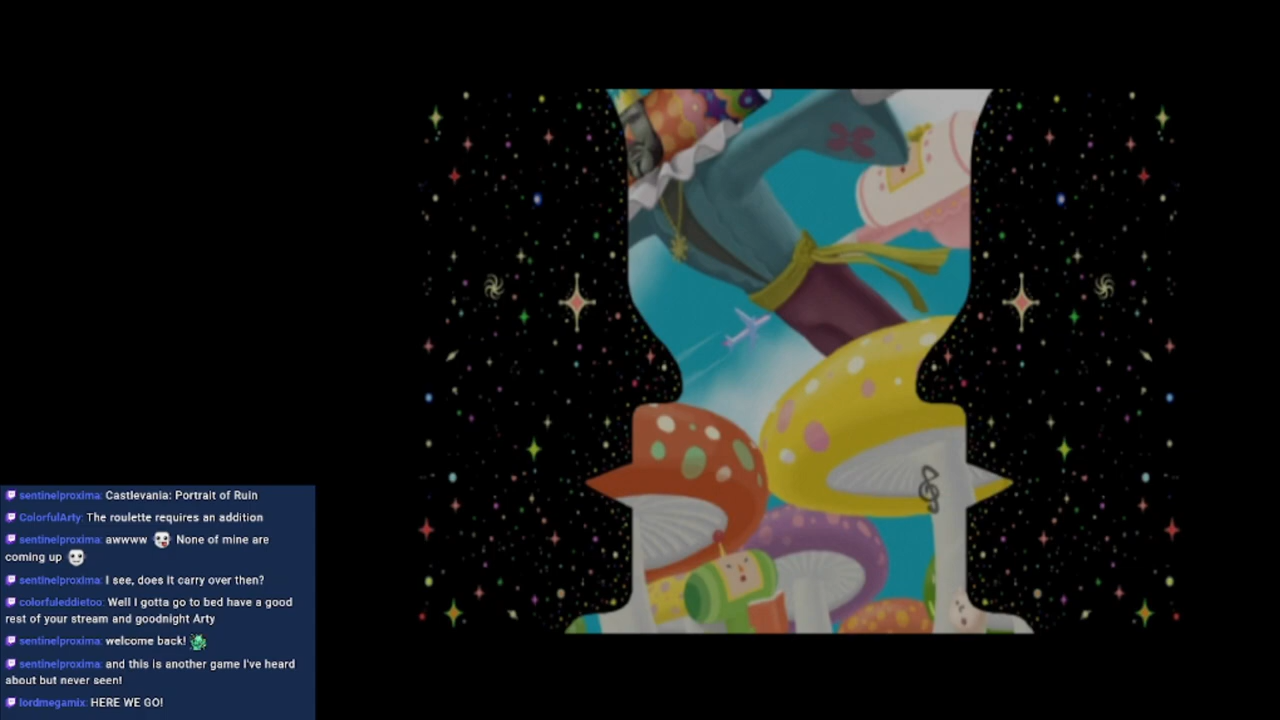 sentinelproxima: Castlevania: Portrait of Ruin
ColorfulArty: The roulette requires an addition
sentinelproxima: awwww None of mine are
coming up
sentinelproxima: I see, does it carry over then?
colorfuleddietoo: Well I gotta go to bed have a good
rest of your stream and goodnight Arty
sentinelproxima: welcome back!
sentinelproxima: and this is another game I've heard
about but never seen!
lordmegamix: HERE WE GO!